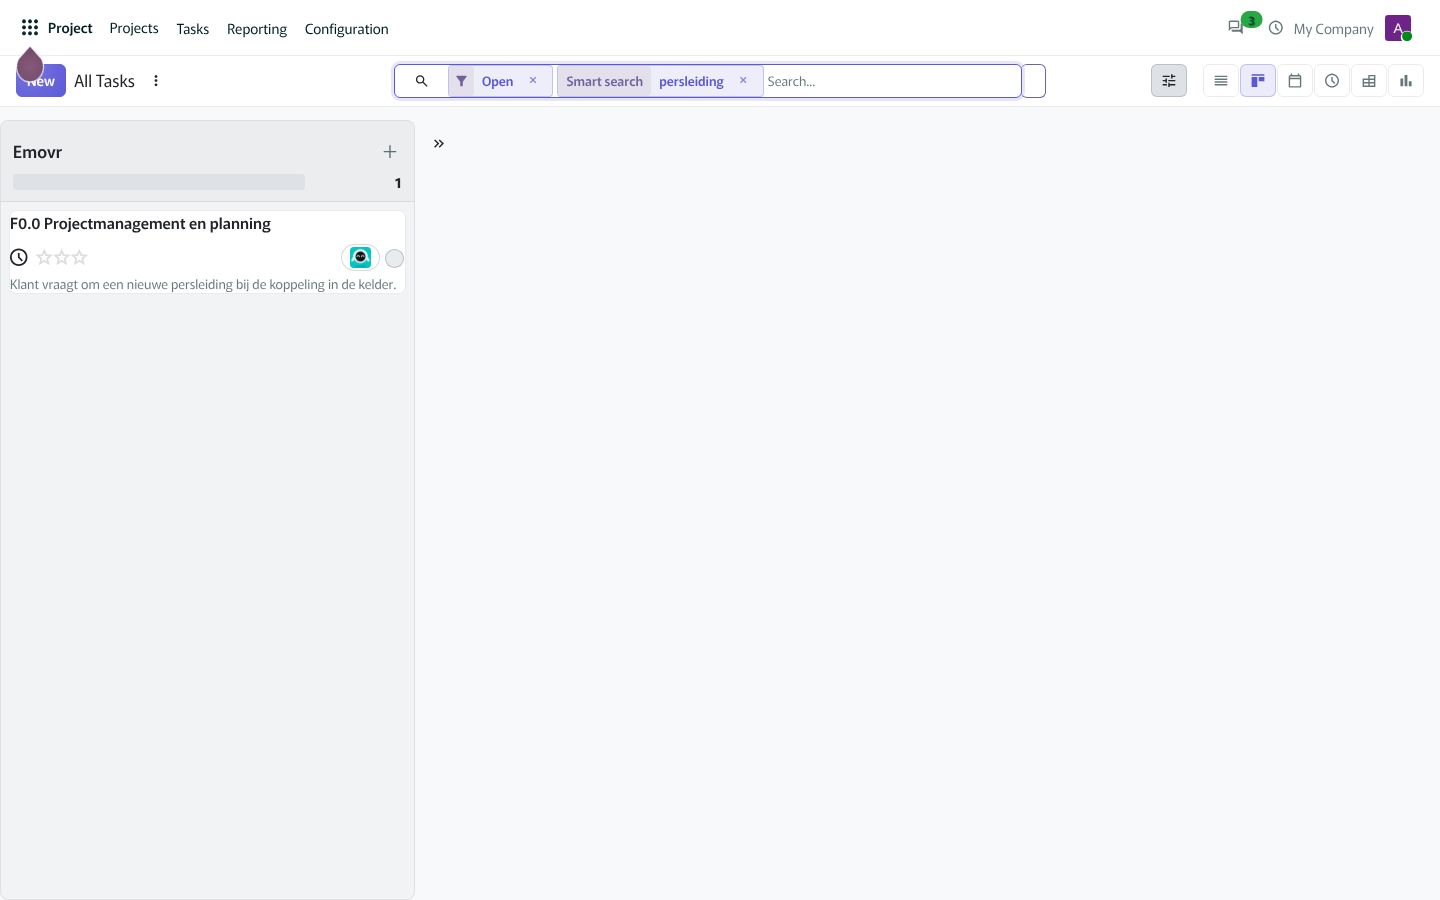 Project Projects Tasks Reporting Configuration 3 My Company A
New All Tasks Open × Smart search persleiding × Search...
Emovr
1
F0.0 Projectmanagement en planning
Klant vraagt om een nieuwe persleiding bij de koppeling in de kelder.